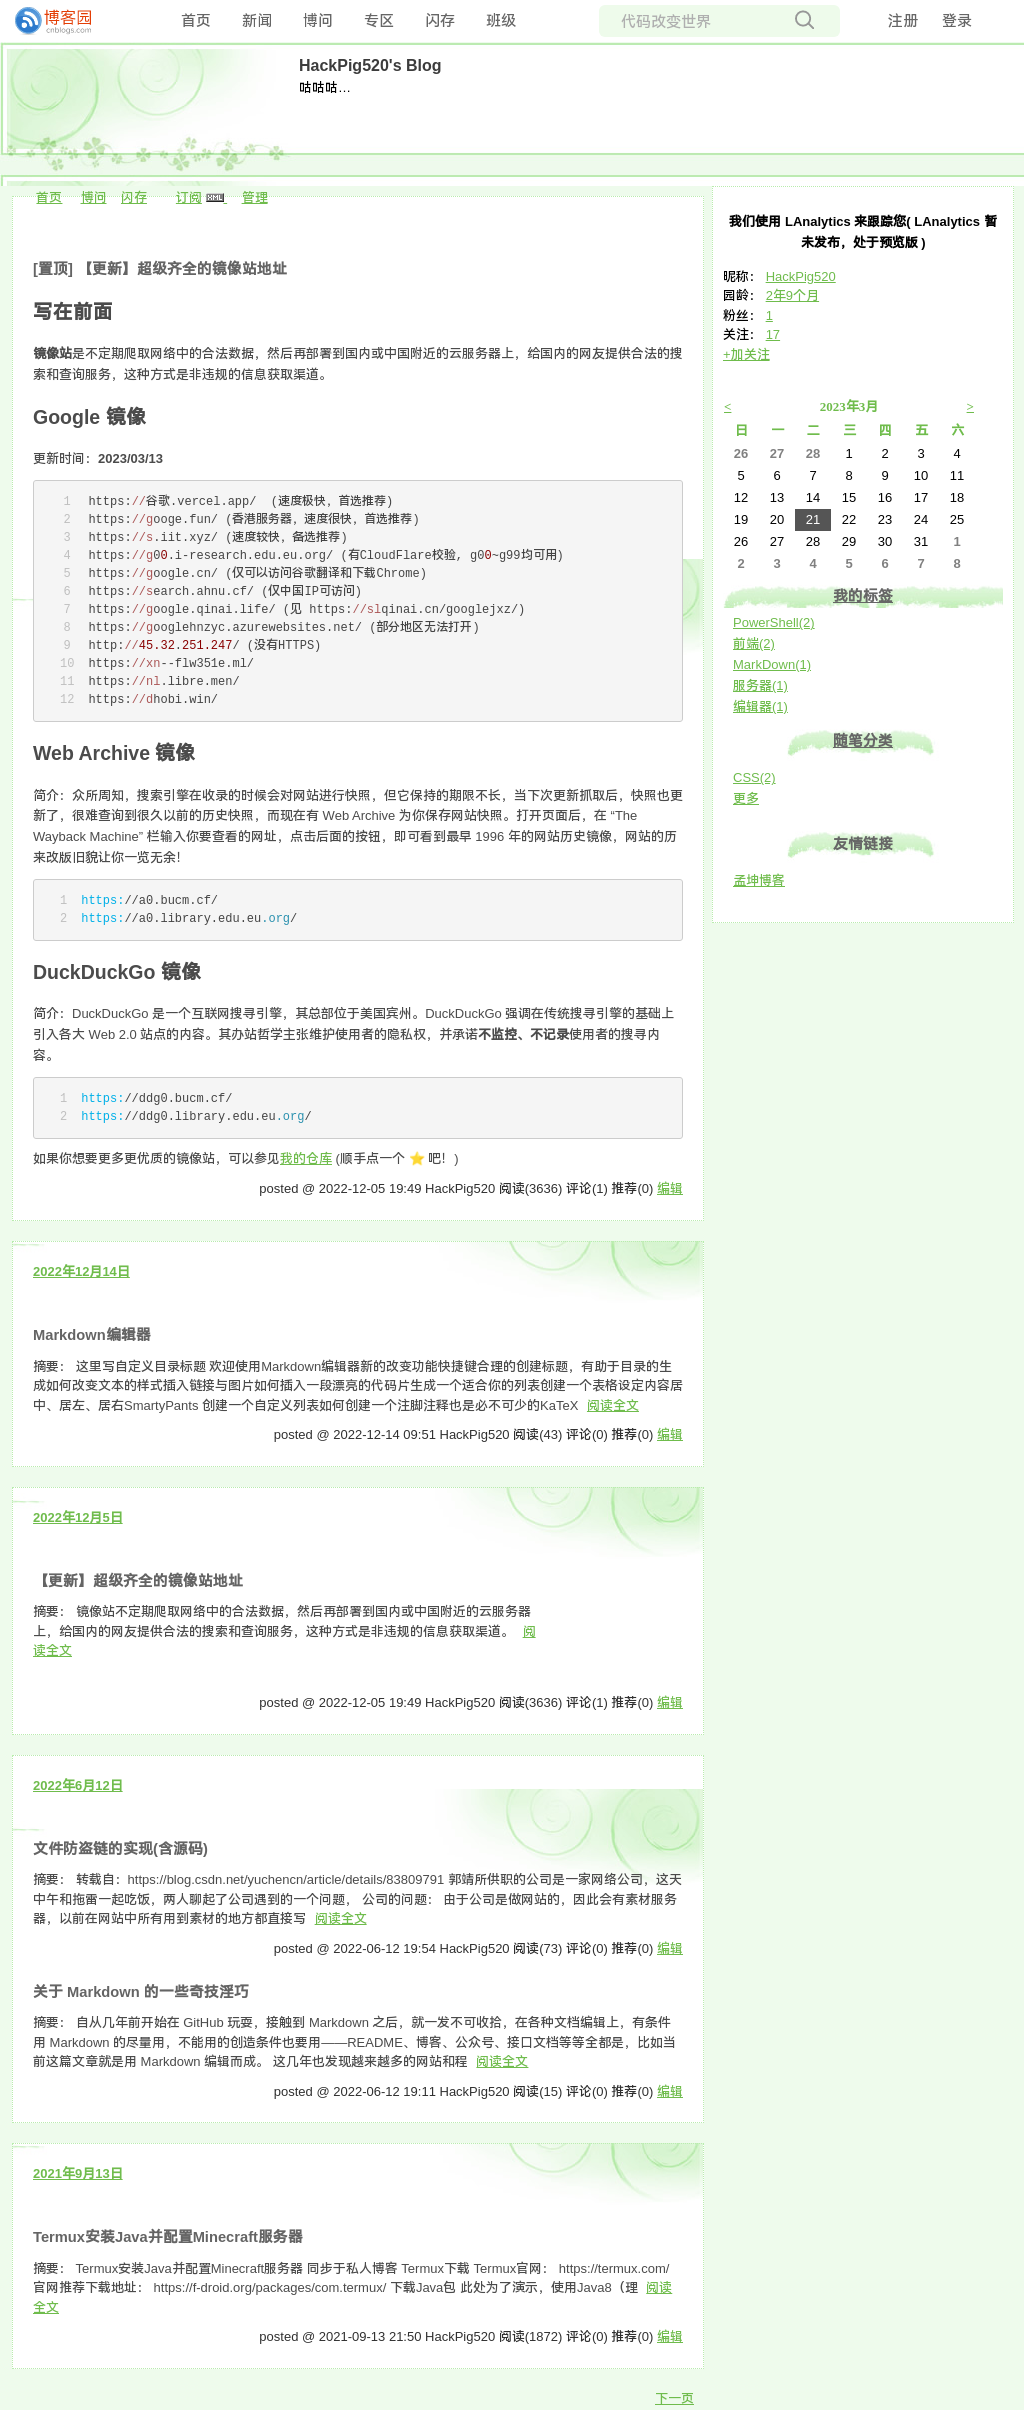 博客园
cnblogs.com
首页 新闻 博问 专区 闪存 班级 代码改变世界 注册 登录
HackPig520's Blog
咕咕咕…
首页 博问 闪存 订阅 XML 管理
[置顶] 【更新】超级齐全的镜像站地址
写在前面
镜像站是不定期爬取网络中的合法数据，然后再部署到国内或中国附近的云服务器上，给国内的网友提供合法的搜
索和查询服务，这种方式是非违规的信息获取渠道。
Google 镜像
更新时间：2023/03/13
1 https://谷歌.vercel.app/ (速度极快，首选推荐)
2 https://googe.fun/ (香港服务器，速度很快，首选推荐)
3 https://s.iit.xyz/ (速度较快，备选推荐)
4 https://g00.i-research.edu.eu.org/ (有CloudFlare校验, g00~g99均可用)
5 https://google.cn/ (仅可以访问谷歌翻译和下载Chrome)
6 https://search.ahnu.cf/ (仅中国IP可访问)
7 https://google.qinai.life/ (见 https://slqinai.cn/googlejxz/)
8 https://googlehnzyc.azurewebsites.net/ (部分地区无法打开)
9 http://45.32.251.247/ (没有HTTPS)
10 https://xn--flw351e.ml/
11 https://nl.libre.men/
12 https://dhobi.win/
Web Archive 镜像
简介：众所周知，搜索引擎在收录的时候会对网站进行快照，但它保持的期限不长，当下次更新抓取后，快照也更
新了，很难查询到很久以前的历史快照，而现在有 Web Archive 为你保存网站快照。打开页面后，在 “The
Wayback Machine” 栏输入你要查看的网址，点击后面的按钮，即可看到最早 1996 年的网站历史镜像，网站的历
来改版旧貌让你一览无余！
1 https://a0.bucm.cf/
2 https://a0.library.edu.eu.org/
DuckDuckGo 镜像
简介：DuckDuckGo 是一个互联网搜寻引擎，其总部位于美国宾州。DuckDuckGo 强调在传统搜寻引擎的基础上
引入各大 Web 2.0 站点的内容。其办站哲学主张维护使用者的隐私权，并承诺不监控、不记录使用者的搜寻内
容。
1 https://ddg0.bucm.cf/
2 https://ddg0.library.edu.eu.org/
如果你想要更多更优质的镜像站，可以参见我的仓库 (顺手点一个 ⭐ 吧！)
posted @ 2022-12-05 19:49 HackPig520 阅读(3636) 评论(1) 推荐(0) 编辑
2022年12月14日
Markdown编辑器
摘要： 这里写自定义目录标题 欢迎使用Markdown编辑器新的改变功能快捷键合理的创建标题，有助于目录的生
成如何改变文本的样式插入链接与图片如何插入一段漂亮的代码片生成一个适合你的列表创建一个表格设定内容居
中、居左、居右SmartyPants 创建一个自定义列表如何创建一个注脚注释也是必不可少的KaTeX 阅读全文
posted @ 2022-12-14 09:51 HackPig520 阅读(43) 评论(0) 推荐(0) 编辑
2022年12月5日
【更新】超级齐全的镜像站地址
摘要： 镜像站不定期爬取网络中的合法数据，然后再部署到国内或中国附近的云服务器
上，给国内的网友提供合法的搜索和查询服务，这种方式是非违规的信息获取渠道。 阅
读全文
posted @ 2022-12-05 19:49 HackPig520 阅读(3636) 评论(1) 推荐(0) 编辑
2022年6月12日
文件防盗链的实现(含源码)
摘要： 转载自：https://blog.csdn.net/yuchencn/article/details/83809791 郭靖所供职的公司是一家网络公司，这天
中午和拖雷一起吃饭，两人聊起了公司遇到的一个问题， 公司的问题： 由于公司是做网站的，因此会有素材服务
器，以前在网站中所有用到素材的地方都直接写 阅读全文
posted @ 2022-06-12 19:54 HackPig520 阅读(73) 评论(0) 推荐(0) 编辑
关于 Markdown 的一些奇技淫巧
摘要： 自从几年前开始在 GitHub 玩耍，接触到 Markdown 之后，就一发不可收拾，在各种文档编辑上，有条件
用 Markdown 的尽量用，不能用的创造条件也要用——README、博客、公众号、接口文档等等全都是，比如当
前这篇文章就是用 Markdown 编辑而成。 这几年也发现越来越多的网站和程 阅读全文
posted @ 2022-06-12 19:11 HackPig520 阅读(15) 评论(0) 推荐(0) 编辑
2021年9月13日
Termux安装Java并配置Minecraft服务器
摘要： Termux安装Java并配置Minecraft服务器 同步于私人博客 Termux下载 Termux官网： https://termux.com/
官网推荐下载地址： https://f-droid.org/packages/com.termux/ 下载Java包 此处为了演示，使用Java8（理 阅读
全文
posted @ 2021-09-13 21:50 HackPig520 阅读(1872) 评论(0) 推荐(0) 编辑
下一页
我们使用 LAnalytics 来跟踪您( LAnalytics 暂
未发布，处于预览版 )
昵称： HackPig520
园龄： 2年9个月
粉丝： 1
关注： 17
+加关注
< 2023年3月 >
日 一 二 三 四 五 六
26 27 28 1 2 3 4
5 6 7 8 9 10 11
12 13 14 15 16 17 18
19 20 21 22 23 24 25
26 27 28 29 30 31 1
2 3 4 5 6 7 8
我的标签
PowerShell(2)
前端(2)
MarkDown(1)
服务器(1)
编辑器(1)
随笔分类
CSS(2)
更多
友情链接
孟坤博客